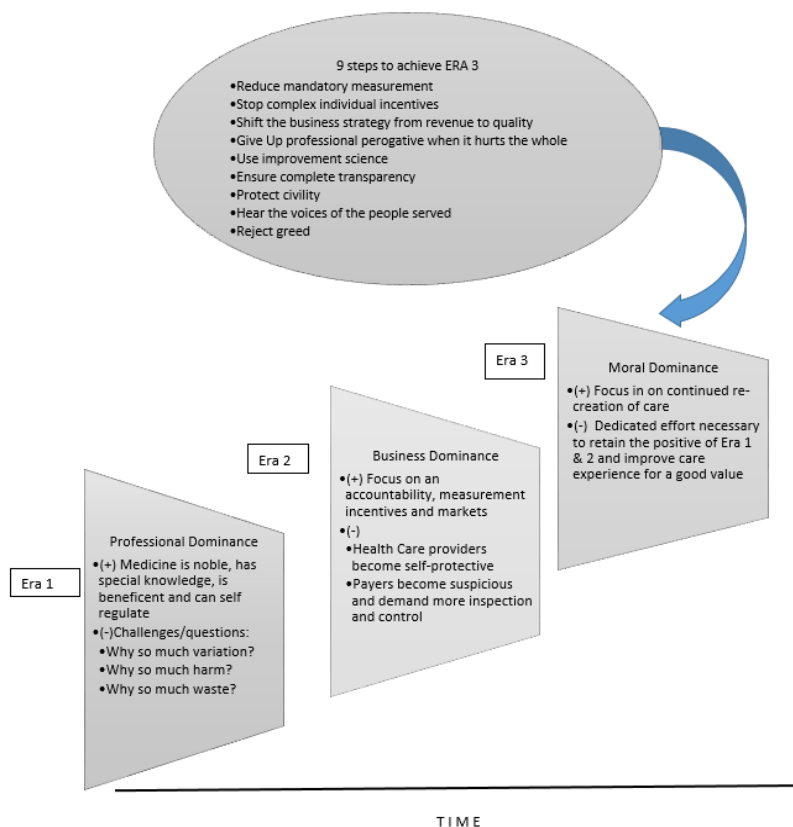 9 steps to achieve ERA 3
•Reduce mandatory measurement
•Stop complex individual incentives
•Shift the business strategy from revenue to quality
•Give Up professional perogative when it hurts the whole
•Use improvement science
•Ensure complete transparency
•Protect civility
•Hear the voices of the people served
•Reject greed
Era 3
Moral Dominance
•(+) Focus in on continued re-
creation of care
•(-) Dedicated effort necessary
to retain the positive of Era 1
& 2 and improve care
experience for a good value
Era 2
Business Dominance
•(+) Focus on an
accountability, measurement
incentives and markets
•(-)
•Health Care providers
become self-protective
•Payers become suspicious
and demand more inspection
and control
Era 1
Professional Dominance
•(+) Medicine is noble, has
special knowledge, is
beneficent and can self
regulate
•(-)Challenges/questions:
•Why so much variation?
•Why so much harm?
•Why so much waste?
TIME